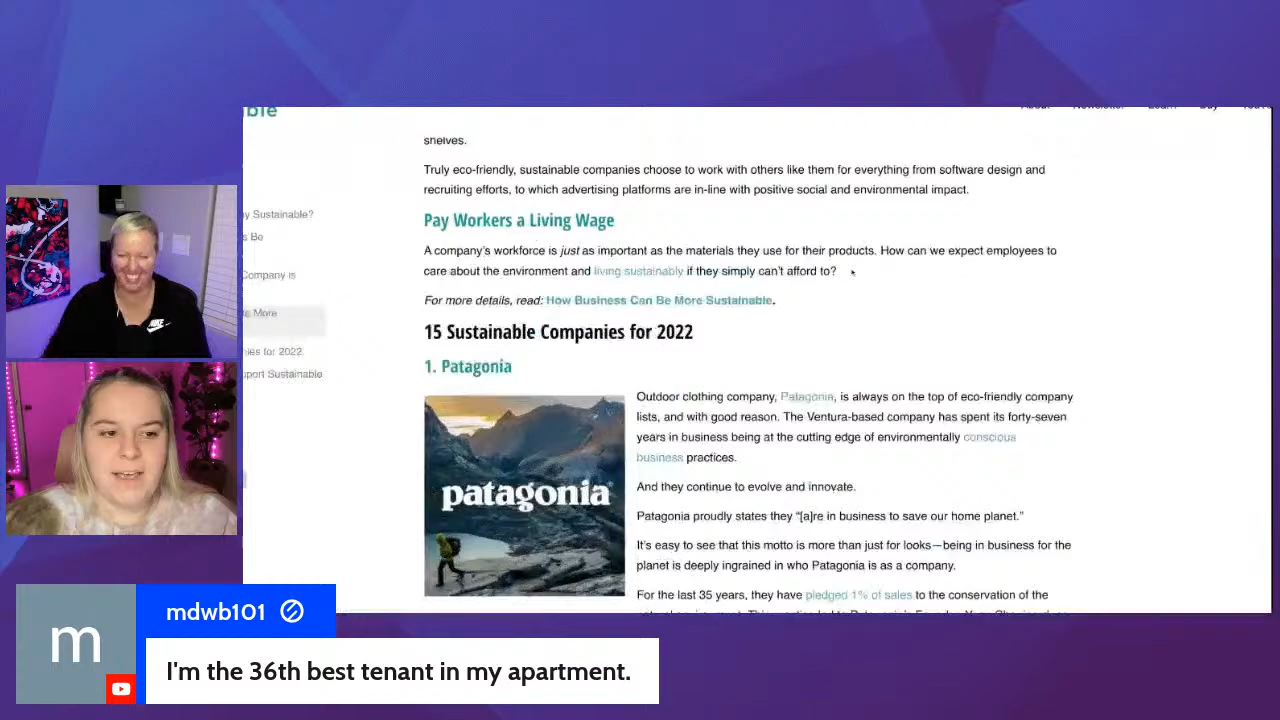 snelves.
Truly eco-friendly, sustainable companies choose to work with others like them for everything from software design and
recruiting efforts, to which advertising platforms are in-line with positive social and environmental impact.
Pay Workers a Living Wage
A company's workforce is just as important as the materials they use for their products. How can we expect employees to
care about the environment and living sustainably if they simply can't afford to?
For more details, read: How Business Can Be More Sustainable.
15 Sustainable Companies for 2022
1. Patagonia
patagonia
Outdoor clothing company, Patagonia, is always on the top of eco-friendly company
lists, and with good reason. The Ventura-based company has spent its forty-seven
years in business being at the cutting edge of environmentally conscious
business practices.
And they continue to evolve and innovate.
Patagonia proudly states they “[a]re in business to save our home planet.”
It's easy to see that this motto is more than just for looks—being in business for the
planet is deeply ingrained in who Patagonia is as a company.
For the last 35 years, they have pledged 1% of sales to the conservation of the
y Sustainable?
s Be
Company is
More
nies for 2022
pport Sustainable
m
mdwb101
I'm the 36th best tenant in my apartment.